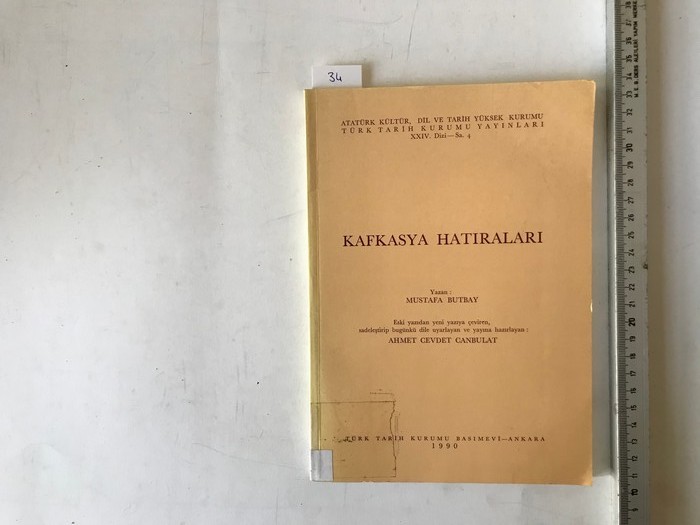 34
ATATÜRK KÜLTÜR, DİL VE TARİH YÜKSEK KURUMU
TÜRK TARİH KURUMU YAYINLARI
XXIV. Dizi—Sa. 4
KAFKASYA HATIRALARI
Yazan :
MUSTAFA BUTBAY
Eski yazıdan yeni yazıya çeviren,
sadeleştirip bugünkü dile uyarlayan ve yayına hazırlayan :
AHMET CEVDET CANBULAT
TÜRK TARİH KURUMU BASIMEVİ—ANKARA
1990